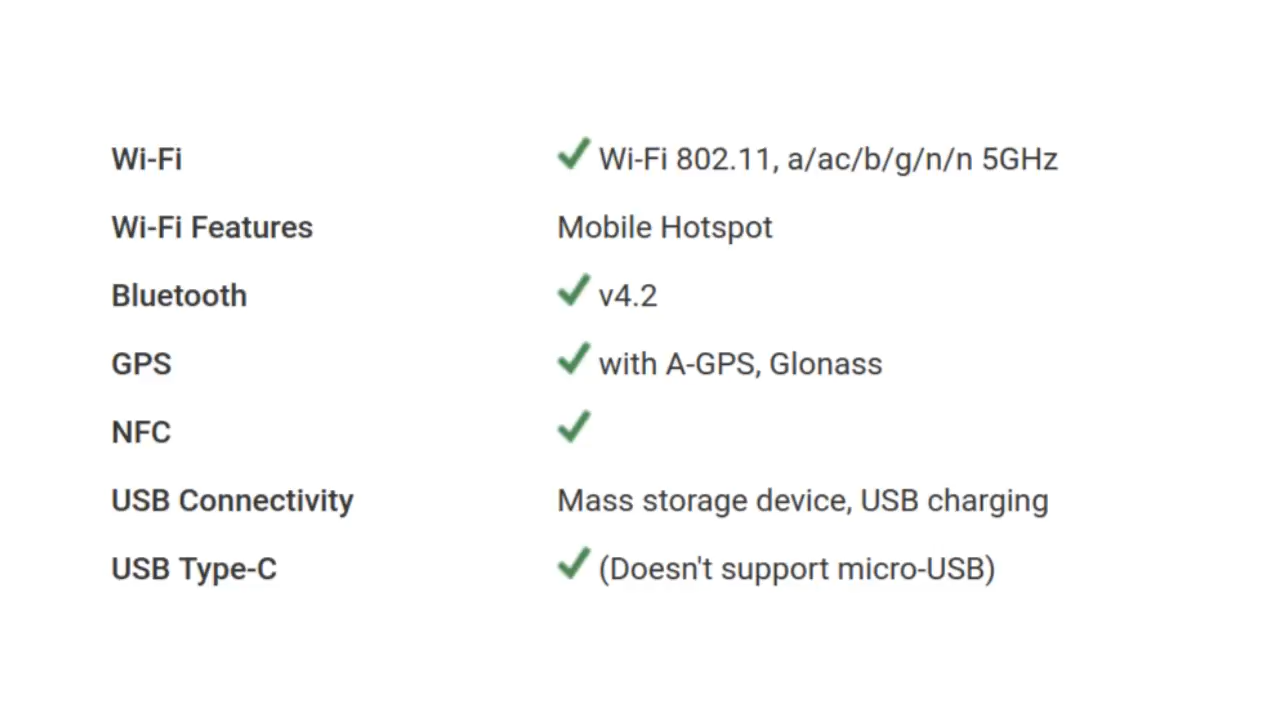 Wi-Fi ✔ Wi-Fi 802.11, a/ac/b/g/n/n 5GHz
Wi-Fi Features Mobile Hotspot
Bluetooth ✔ v4.2
GPS ✔ with A-GPS, Glonass
NFC ✔
USB Connectivity Mass storage device, USB charging
USB Type-C ✔ (Doesn't support micro-USB)